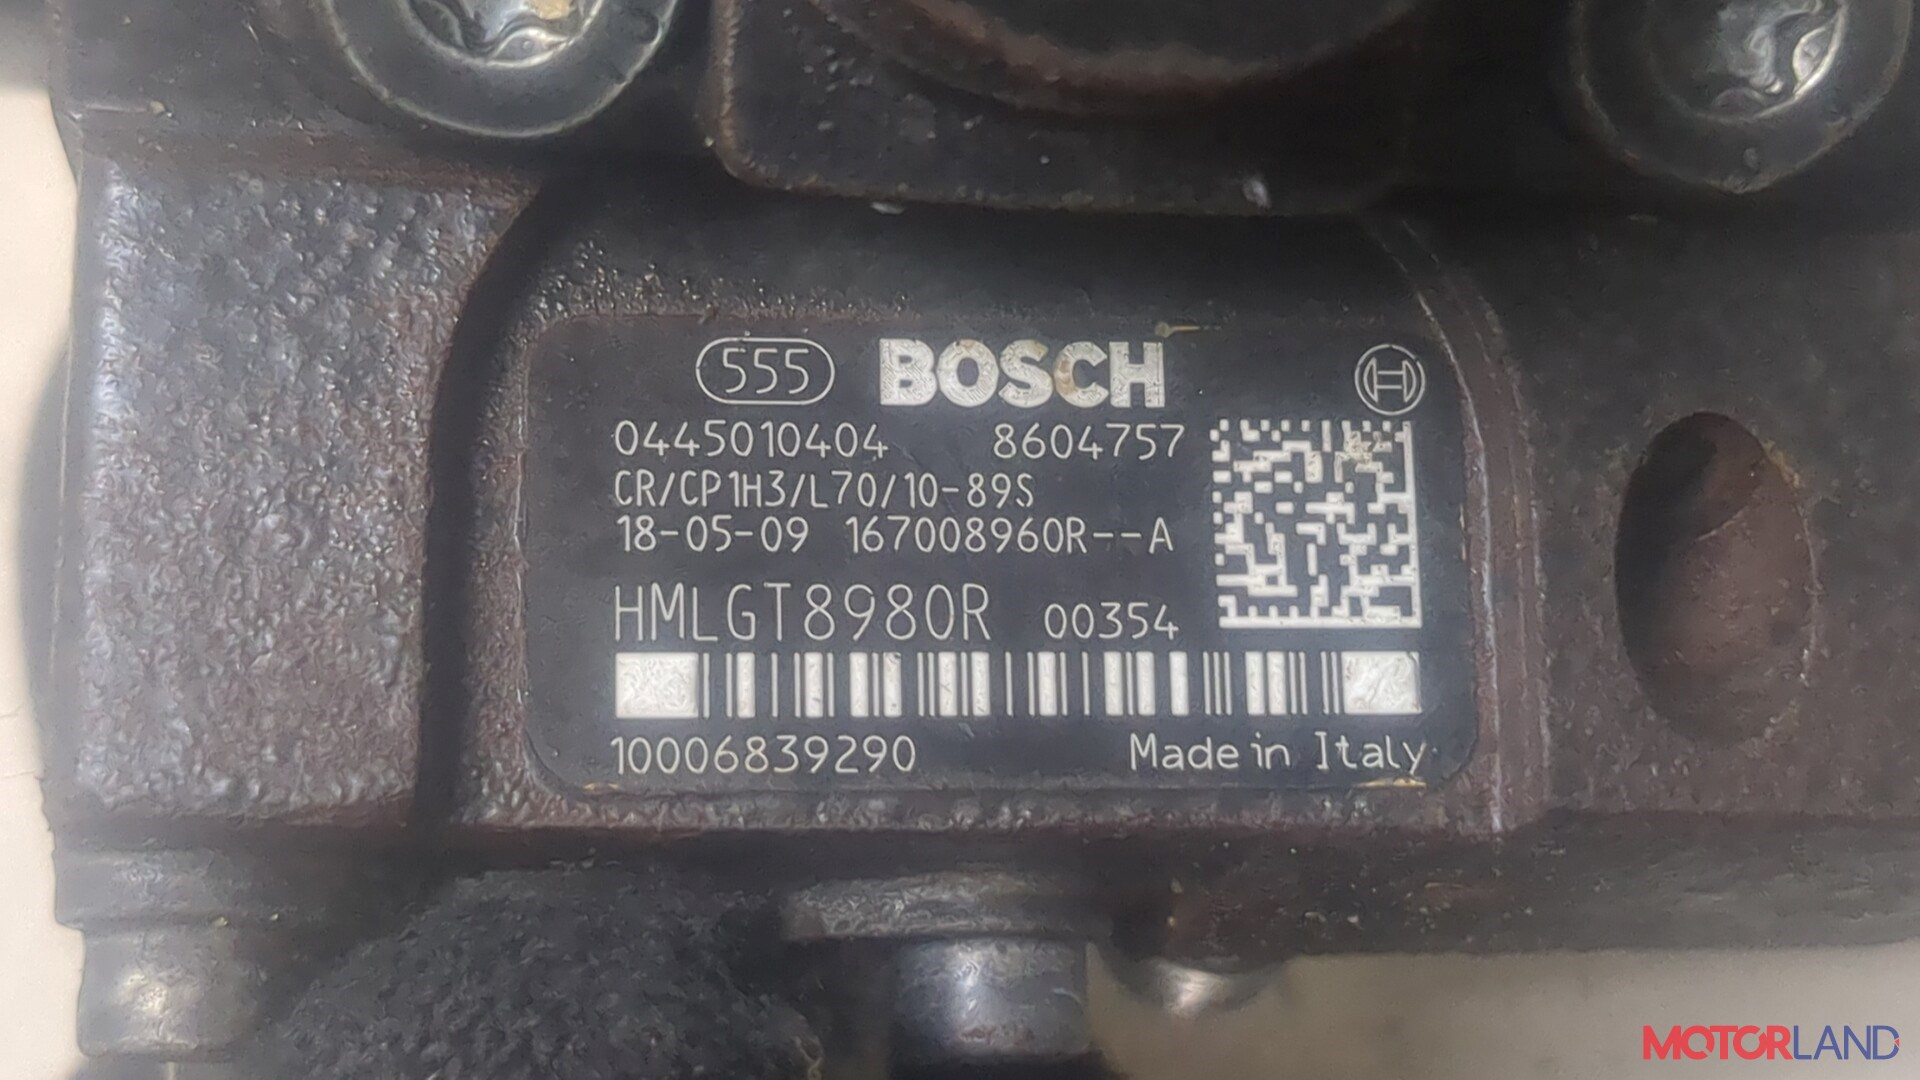 555 BOSCH
0445010404 8604757
CR/CP1H3/L70/10-89S
18-05-09 167008960R--A
HMLGT8980R 00354
10006839290 Made in Italy
MOTORLAND